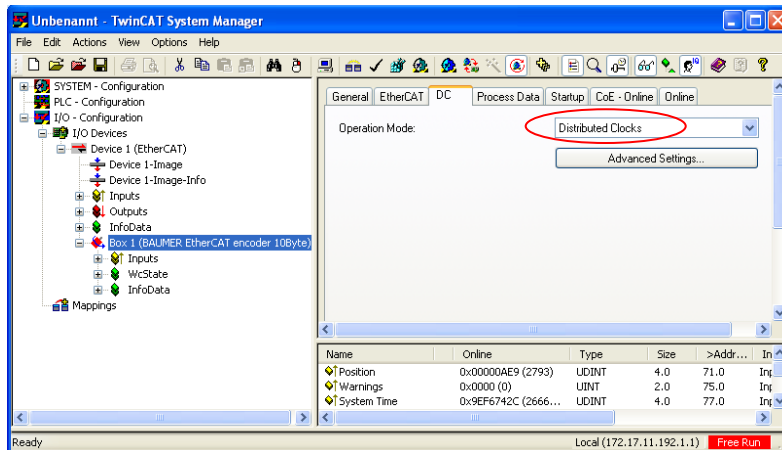 Unbenannt - TwinCAT System Manager
File Edit Actions View Options Help
SYSTEM - Configuration
PLC - Configuration
I/O - Configuration
I/O Devices
Device 1 (EtherCAT)
Device 1-Image
Device 1-Image-Info
Inputs
Outputs
InfoData
Box 1 (BAUMER EtherCAT encoder 10Byte)
Inputs
WcState
InfoData
Mappings
General EtherCAT DC Process Data Startup CoE - Online Online
Operation Mode: Distributed Clocks
Advanced Settings...
Name Online Type Size >Addr... In
Position 0x00000AE9 (2793) UDINT 4.0 71.0 Inp
Warnings 0x0000 (0) UINT 2.0 75.0 Inp
System Time 0x9EF6742C (2666... UDINT 4.0 77.0 Inp
Ready Local (172.17.11.192.1.1) Free Run